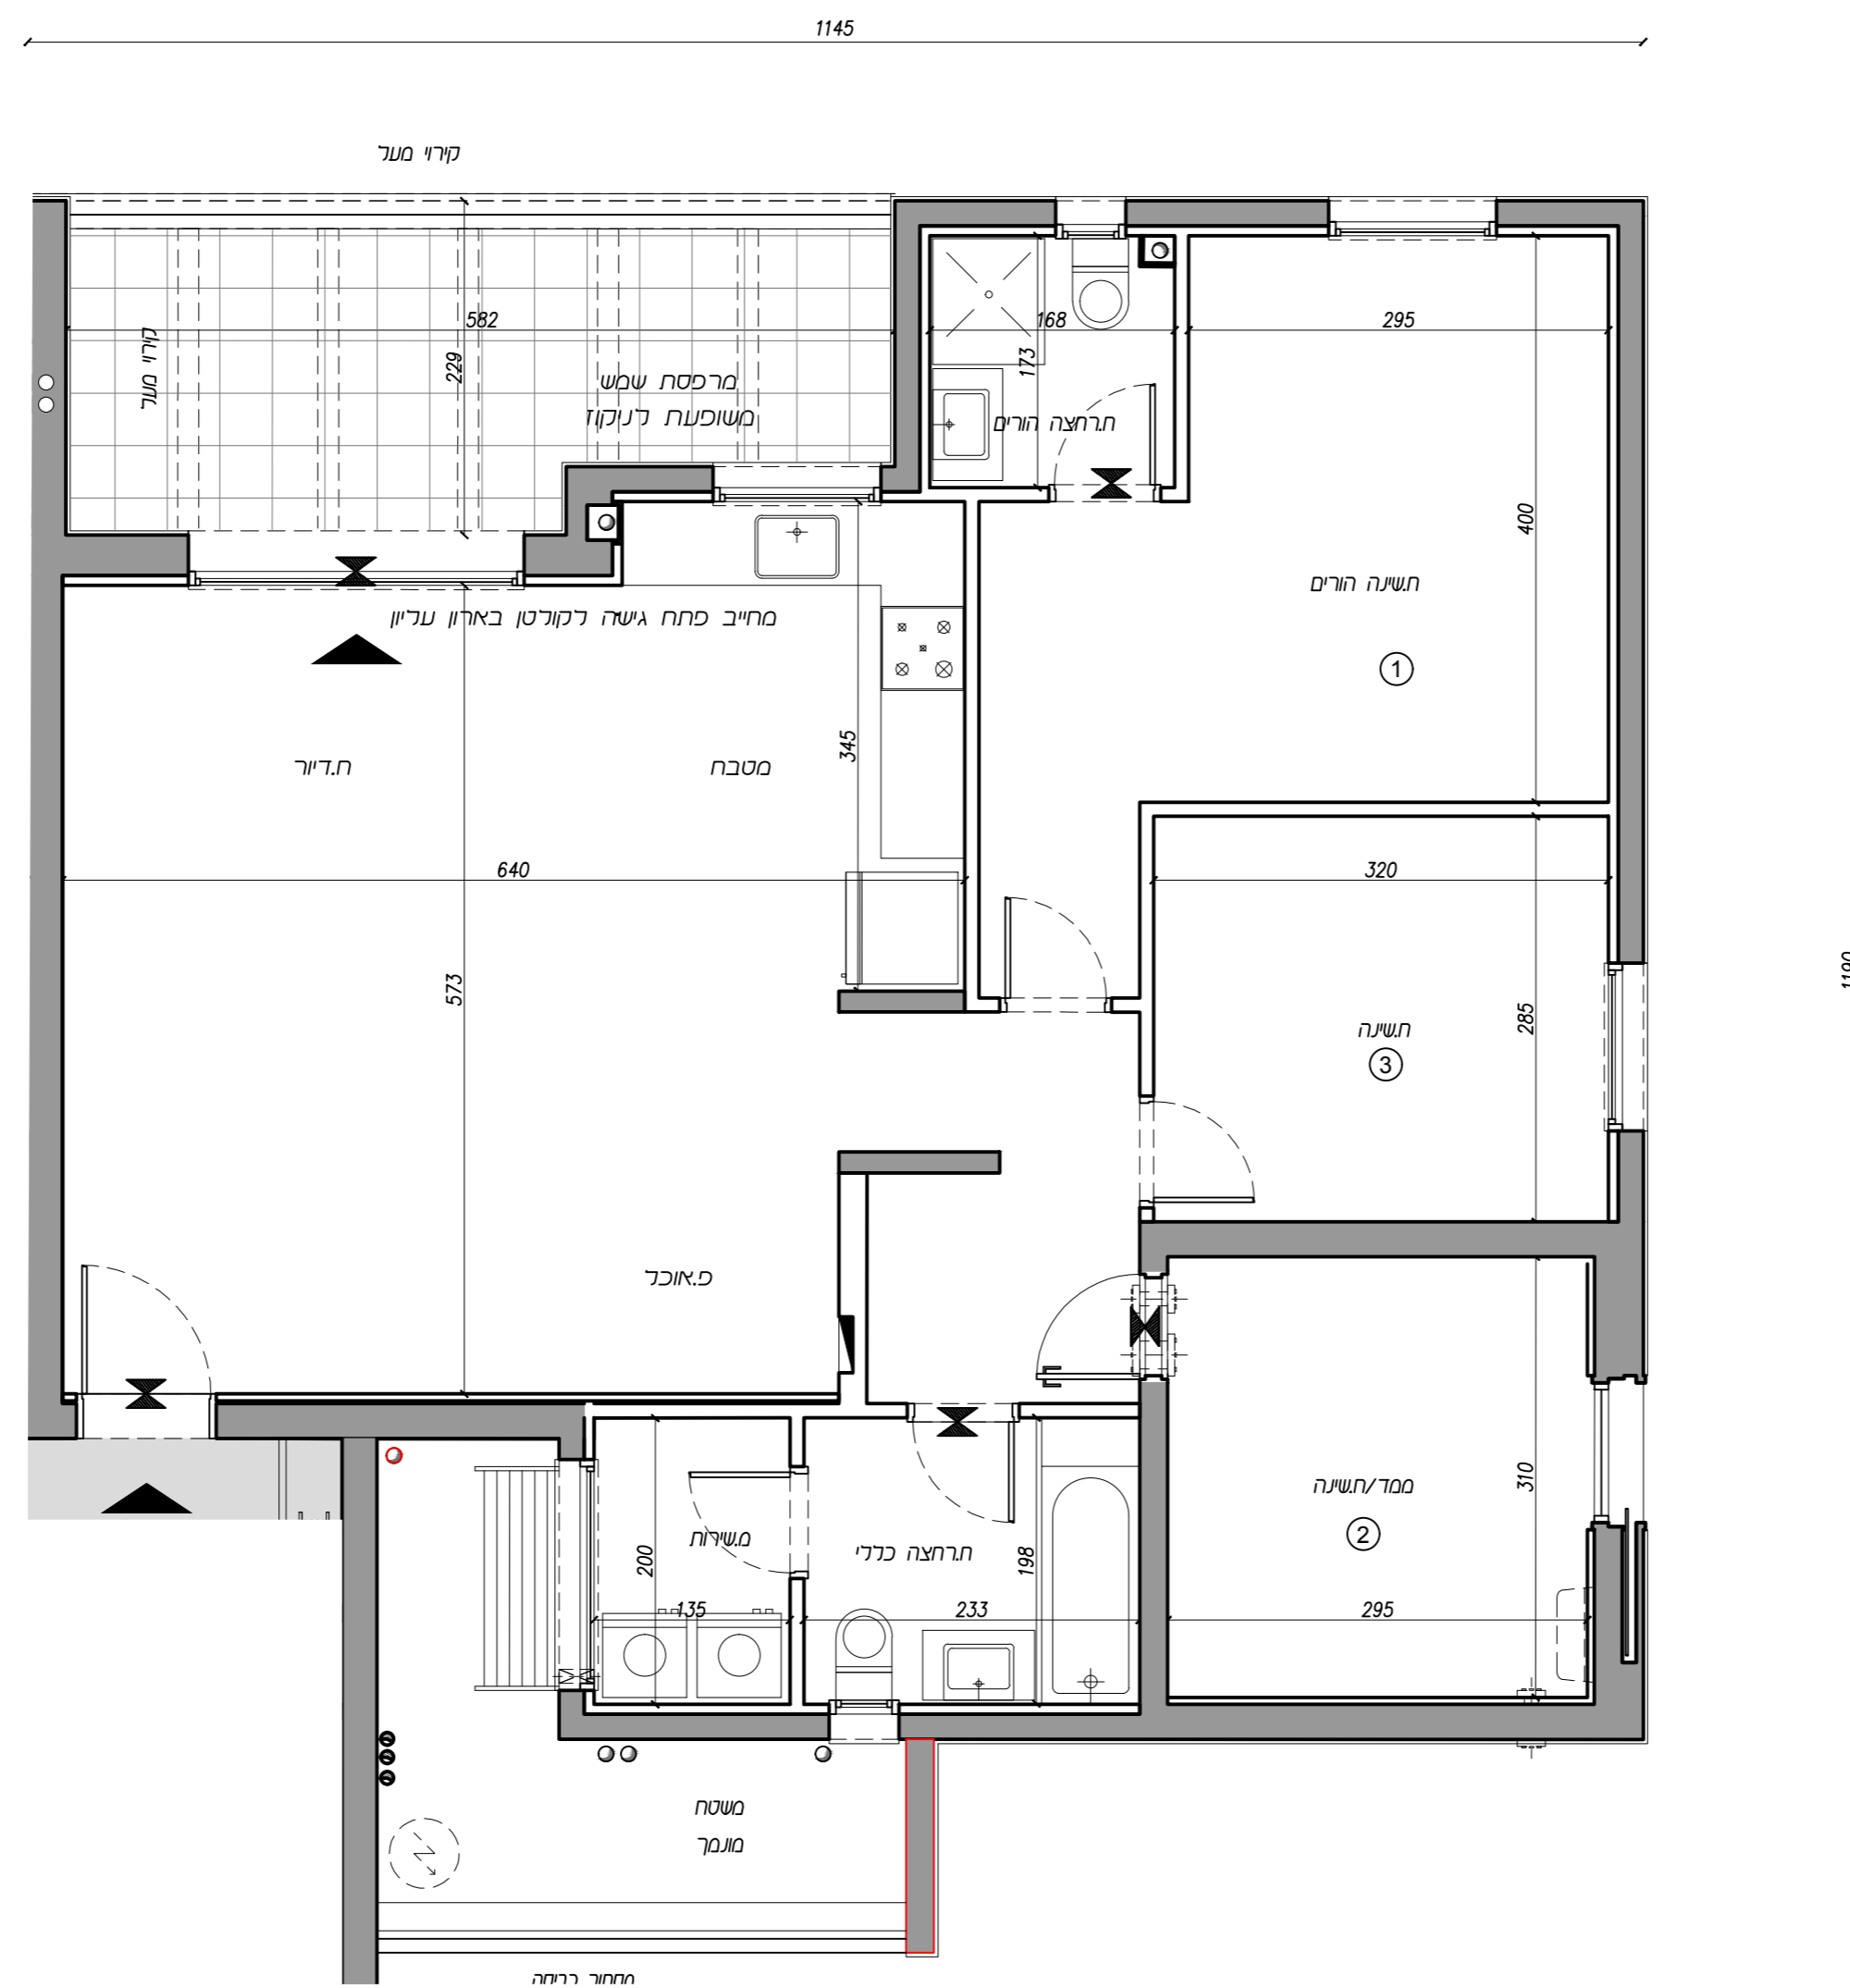 1145
קירוי מעל
קירוי מעל
582
229
מרפסת שמש
משופעת לניקוז
168
173
ח.רחצה הורים
295
400
ח.שינה הורים
1
מחייב פתח גישה לקולטן בארון עליון
ח.דיור
מטבח
345
640
573
320
285
ח.שינה
3
1190
פ.אוכל
310
ממד/ח.שינה
2
295
מ.שירות
200
135
ח.רחצה כללי
198
233
משטח
מונמך